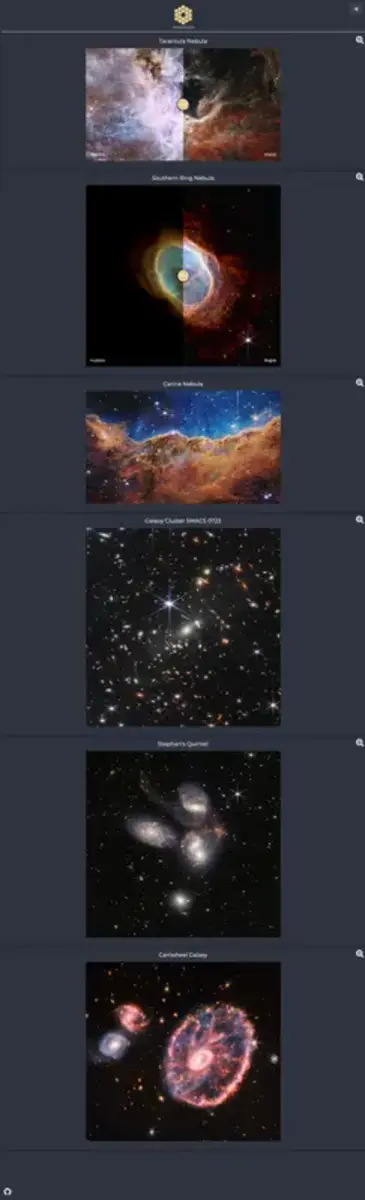 Tarantula Nebula
Southern Ring Nebula
Carina Nebula
Galaxy Cluster SMACS 0723
Stephan's Quintet
Cartwheel Galaxy